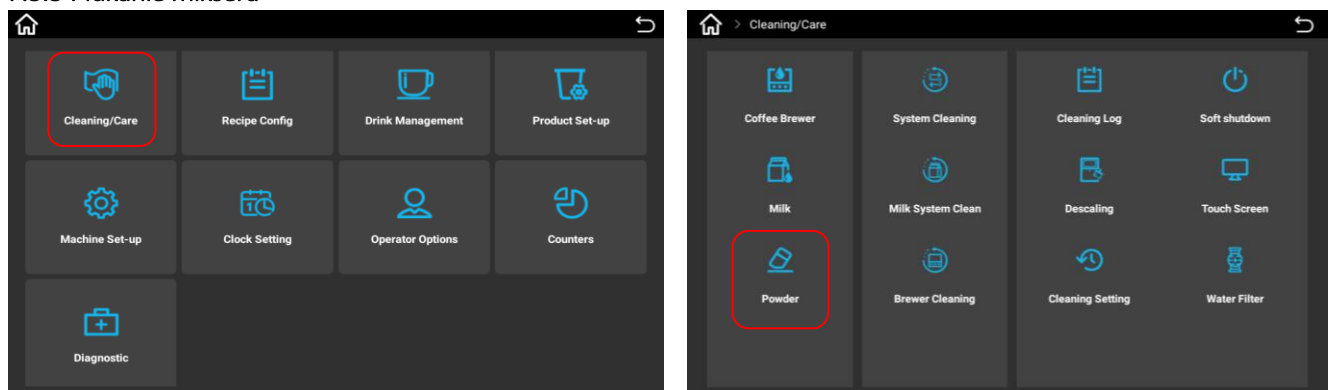 Cleaning/Care
Recipe Config
Drink Management
Product Set-up
Machine Set-up
Clock Setting
Operator Options
Counters
Diagnostic
> Cleaning/Care
Coffee Brewer
System Cleaning
Cleaning Log
Soft shutdown
Milk
Milk System Clean
Descaling
Touch Screen
Powder
Brewer Cleaning
Cleaning Setting
Water Filter